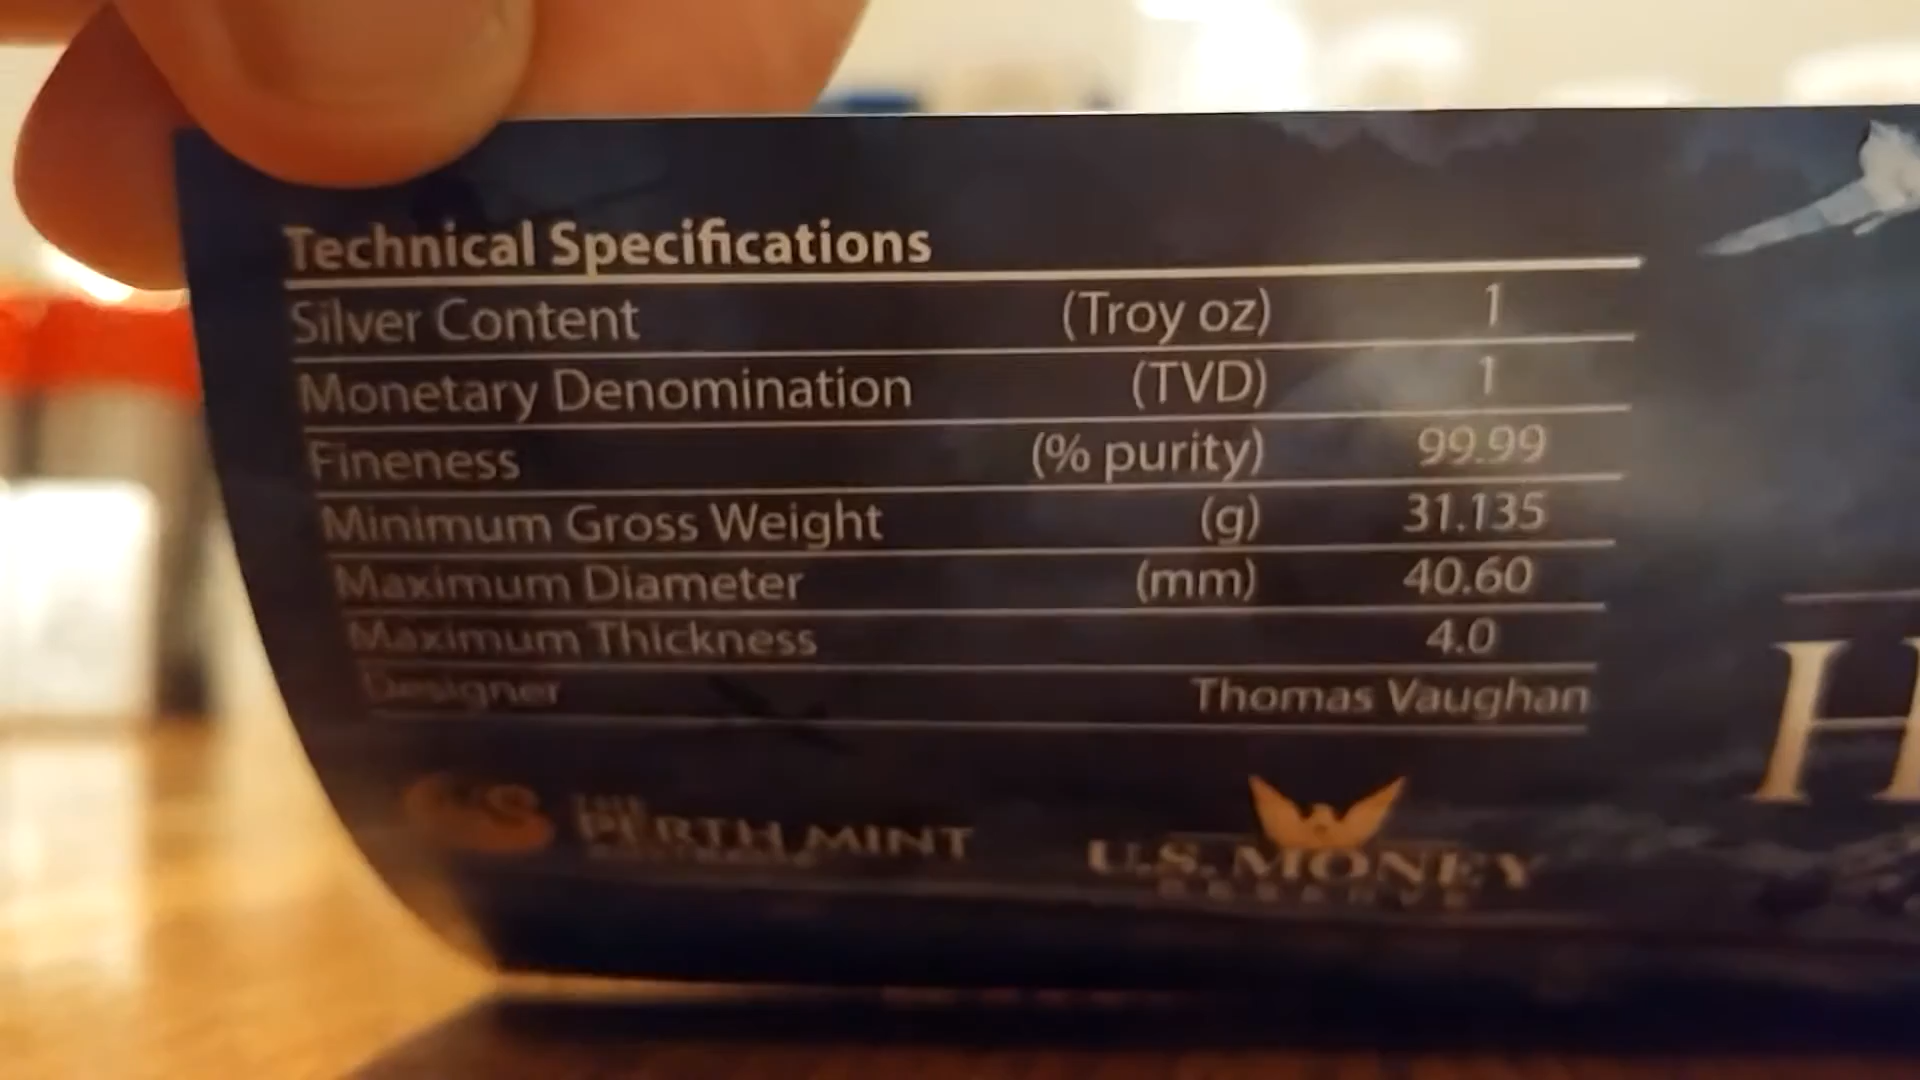 Technical Specifications
Silver Content (Troy oz) 1
Monetary Denomination (TVD) 1
Fineness (% purity) 99.99
Minimum Gross Weight (g) 31.135
Maximum Diameter (mm) 40.60
Maximum Thickness 4.0
Designer Thomas Vaughan
THE
PERTH MINT
U.S. MONEY
RESERVE
H